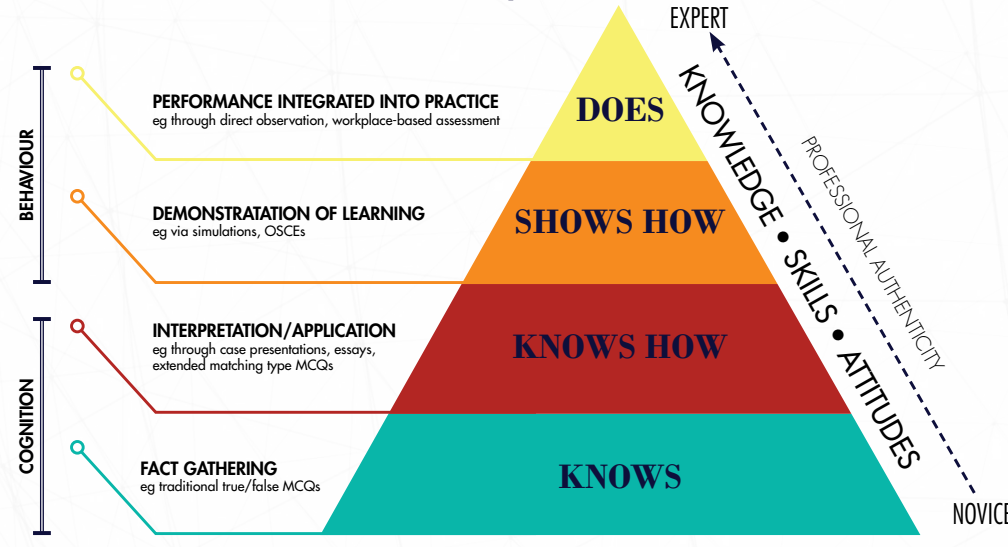 EXPERT
PERFORMANCE INTEGRATED INTO PRACTICE
eg through direct observation, workplace-based assessment
DOES
BEHAVIOUR
DEMONSTRATATION OF LEARNING
eg via simulations, OSCEs
SHOWS HOW
KNOWLEDGE • SKILLS • ATTITUDES
PROFESSIONAL AUTHENTICITY
INTERPRETATION/APPLICATION
eg through case presentations, essays,
extended matching type MCQs
KNOWS HOW
COGNITION
FACT GATHERING
eg traditional true/false MCQs
KNOWS
NOVICE